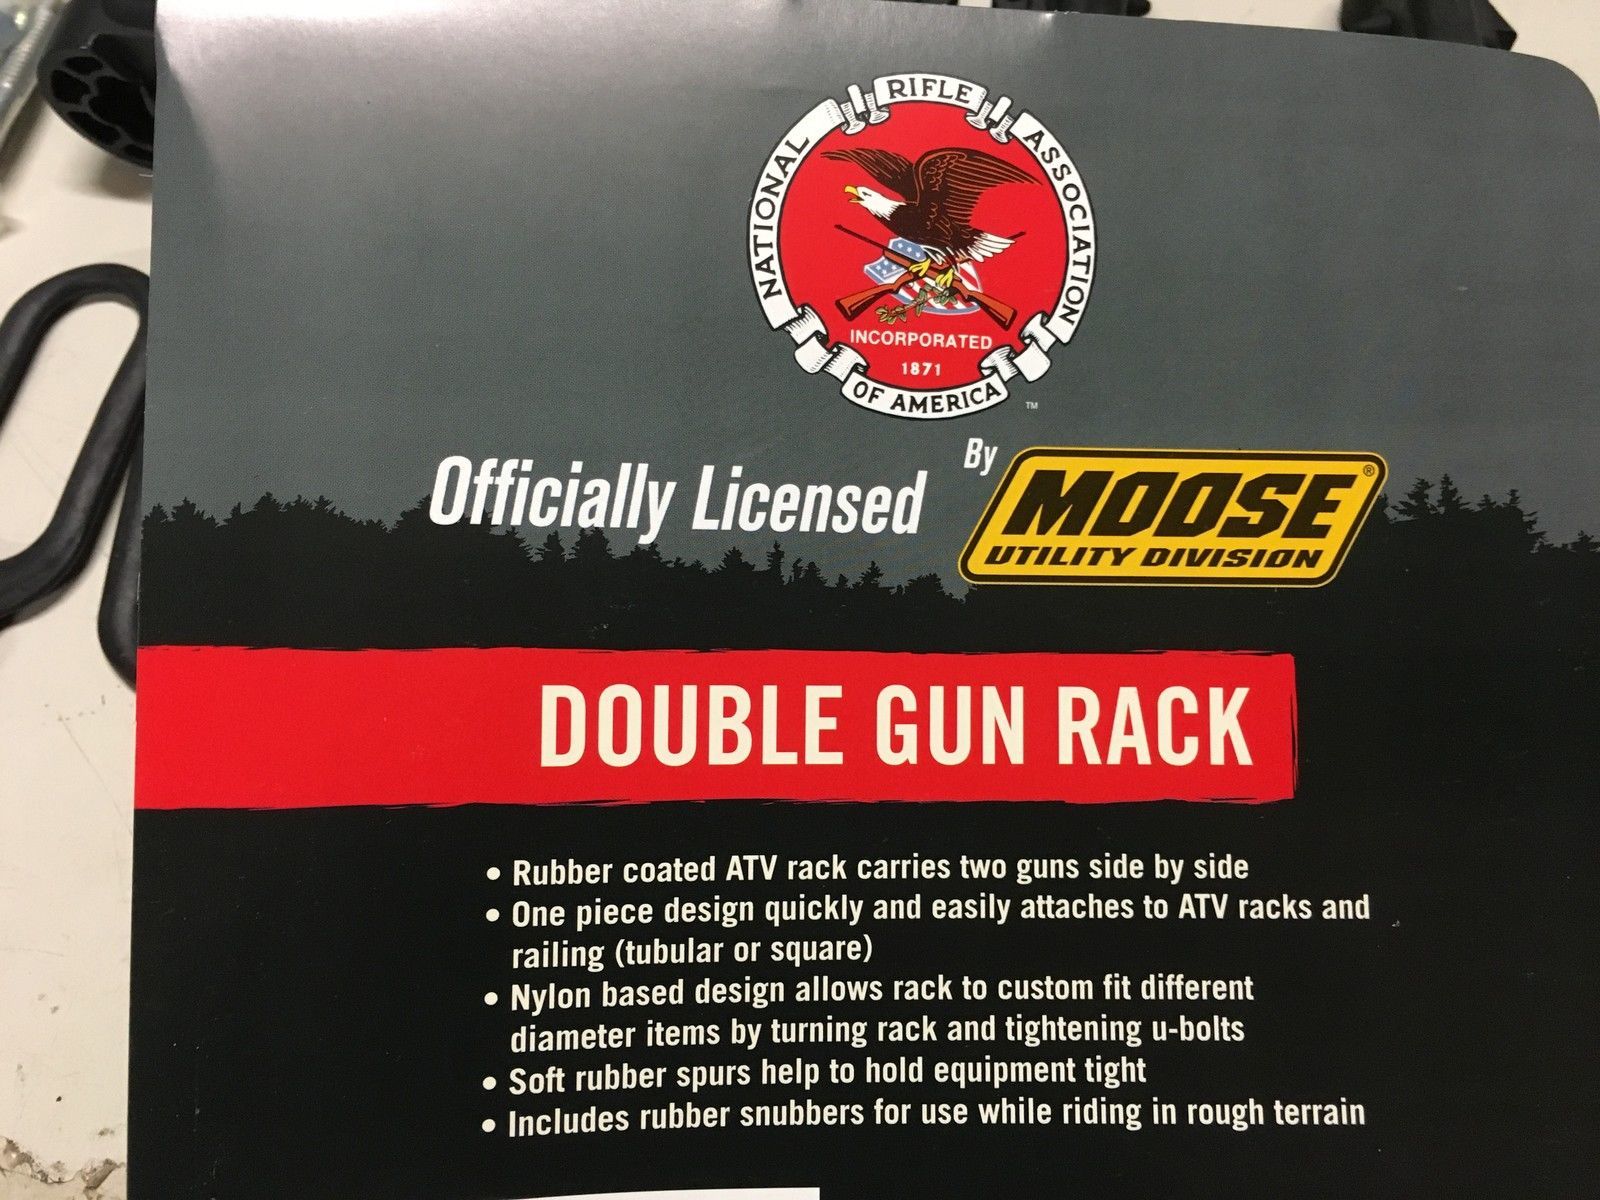 NATIONAL RIFLE ASSOCIATION
INCORPORATED
1871
OF AMERICA
TM
Officially Licensed By
MOOSE®
UTILITY DIVISION
DOUBLE GUN RACK
• Rubber coated ATV rack carries two guns side by side
• One piece design quickly and easily attaches to ATV racks and
railing (tubular or square)
• Nylon based design allows rack to custom fit different
diameter items by turning rack and tightening u-bolts
• Soft rubber spurs help to hold equipment tight
• Includes rubber snubbers for use while riding in rough terrain